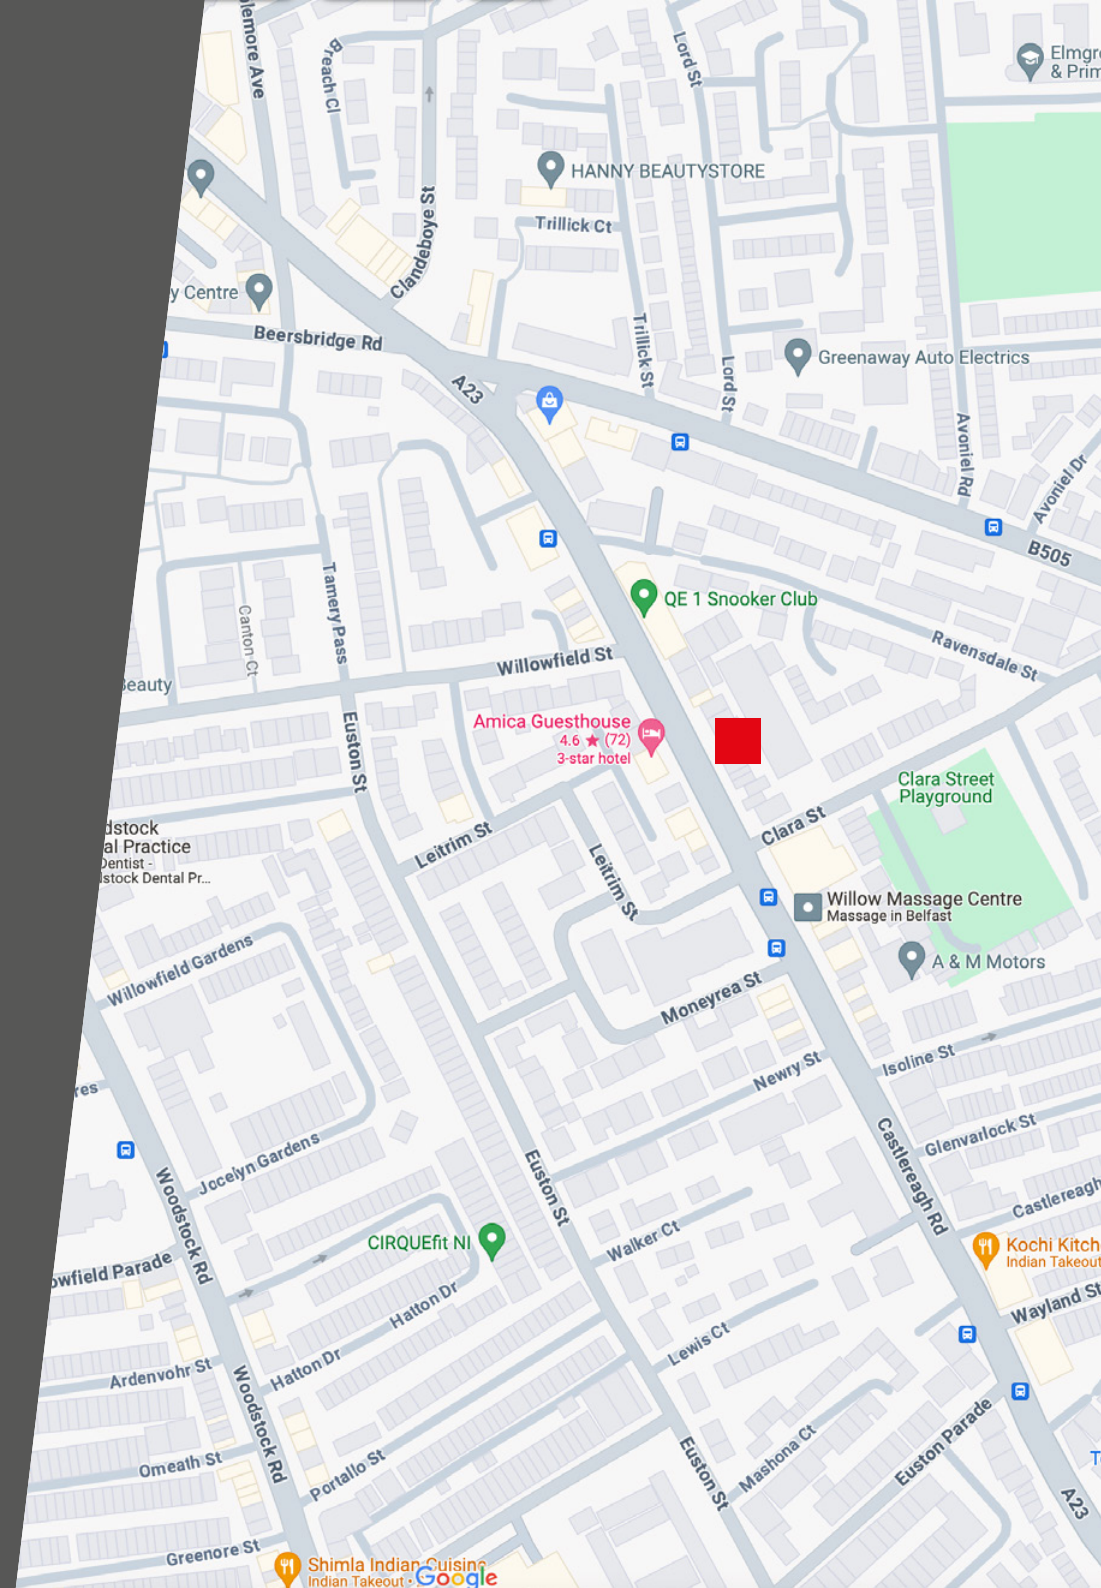 Breach Cl
Lord St
Elmgr
& Prim
HANNY BEAUTYSTORE
Clandeboye St
Trillick Ct
y Centre
Beersbridge Rd
Trillick St
Lord St
Greenaway Auto Electrics
A23
Avoniel Rd
Avoniel Dr
B505
Tamery Pass
Canton Ct
QE 1 Snooker Club
Ravensdale St
Willowfield St
Beauty
Euston St
Amica Guesthouse
4.6 ★ (72)
3-star hotel
Clara Street
Playground
Clara St
Leitrim St
Leitrim St
dstock
al Practice
Dentist -
stock Dental Pr...
Willow Massage Centre
Massage in Belfast
A & M Motors
Willowfield Gardens
Moneyrea St
Isoline St
Newry St
res
Glenvarlock St
Castlereagh Rd
Jocelyn Gardens
Woodstock Rd
Euston St
Castlereagh
Walker Ct
CIRQUEfit NI
Kochi Kitch
Indian Takeout
owfield Parade
Hatton Dr
Wayland St
Lewis Ct
Hatton Dr
Ardenvohr St
Woodstock Rd
Euston Parade
Mashona Ct
Omeath St
Portallo St
Euston St
A23
Greenore St
Shimla Indian Cuisine
Indian Takeout •
Google